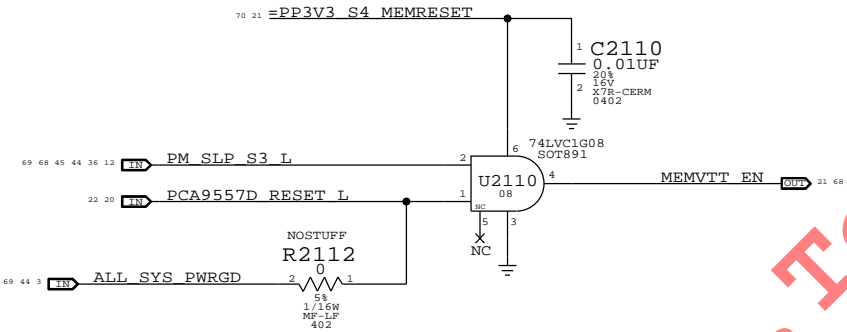 70 21 =PP3V3_S4_MEMRESET
1 C2110
0.01UF
20%
16V
2 X7R-CERM
0402
6 74LVC1G08
SOT891
69 68 45 44 36 12 IN PM_SLP_S3_L 2
U2110 4 MEMVTT_EN OUT 21 68
08
22 20 IN PCA9557D_RESET_L 1
NC
5 3
NC
NOSTUFF
R2112
0
69 44 3 IN ALL_SYS_PWRGD 2 1
5%
1/16W
MF-LF
402